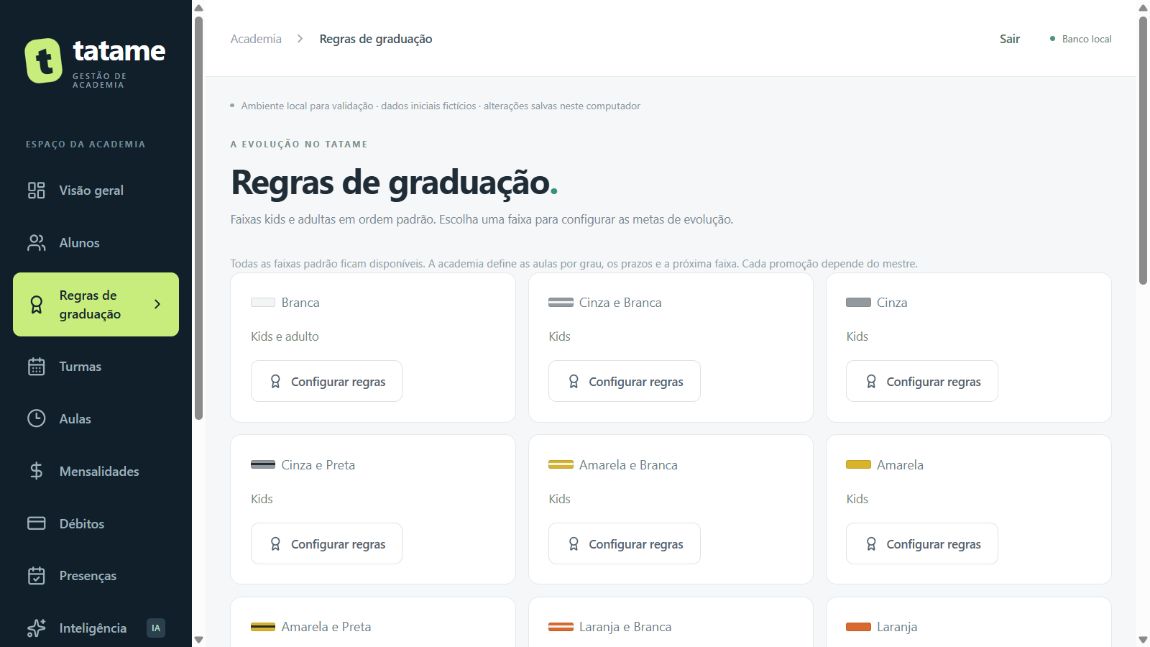 tatame
GESTÃO DE
ACADEMIA
ESPAÇO DA ACADEMIA
Visão geral
Alunos
Regras de
graduação
Turmas
Aulas
Mensalidades
Débitos
Presenças
Inteligência IA
Academia > Regras de graduação
Sair
Banco local
Ambiente local para validação · dados iniciais fictícios · alterações salvas neste computador
A EVOLUÇÃO NO TATAME
Regras de graduação.
Faixas kids e adultas em ordem padrão. Escolha uma faixa para configurar as metas de evolução.
Todas as faixas padrão ficam disponíveis. A academia define as aulas por grau, os prazos e a próxima faixa. Cada promoção depende do mestre.
Branca
Kids e adulto
Configurar regras
Cinza e Branca
Kids
Configurar regras
Cinza
Kids
Configurar regras
Cinza e Preta
Kids
Configurar regras
Amarela e Branca
Kids
Configurar regras
Amarela
Kids
Configurar regras
Amarela e Preta
Laranja e Branca
Laranja